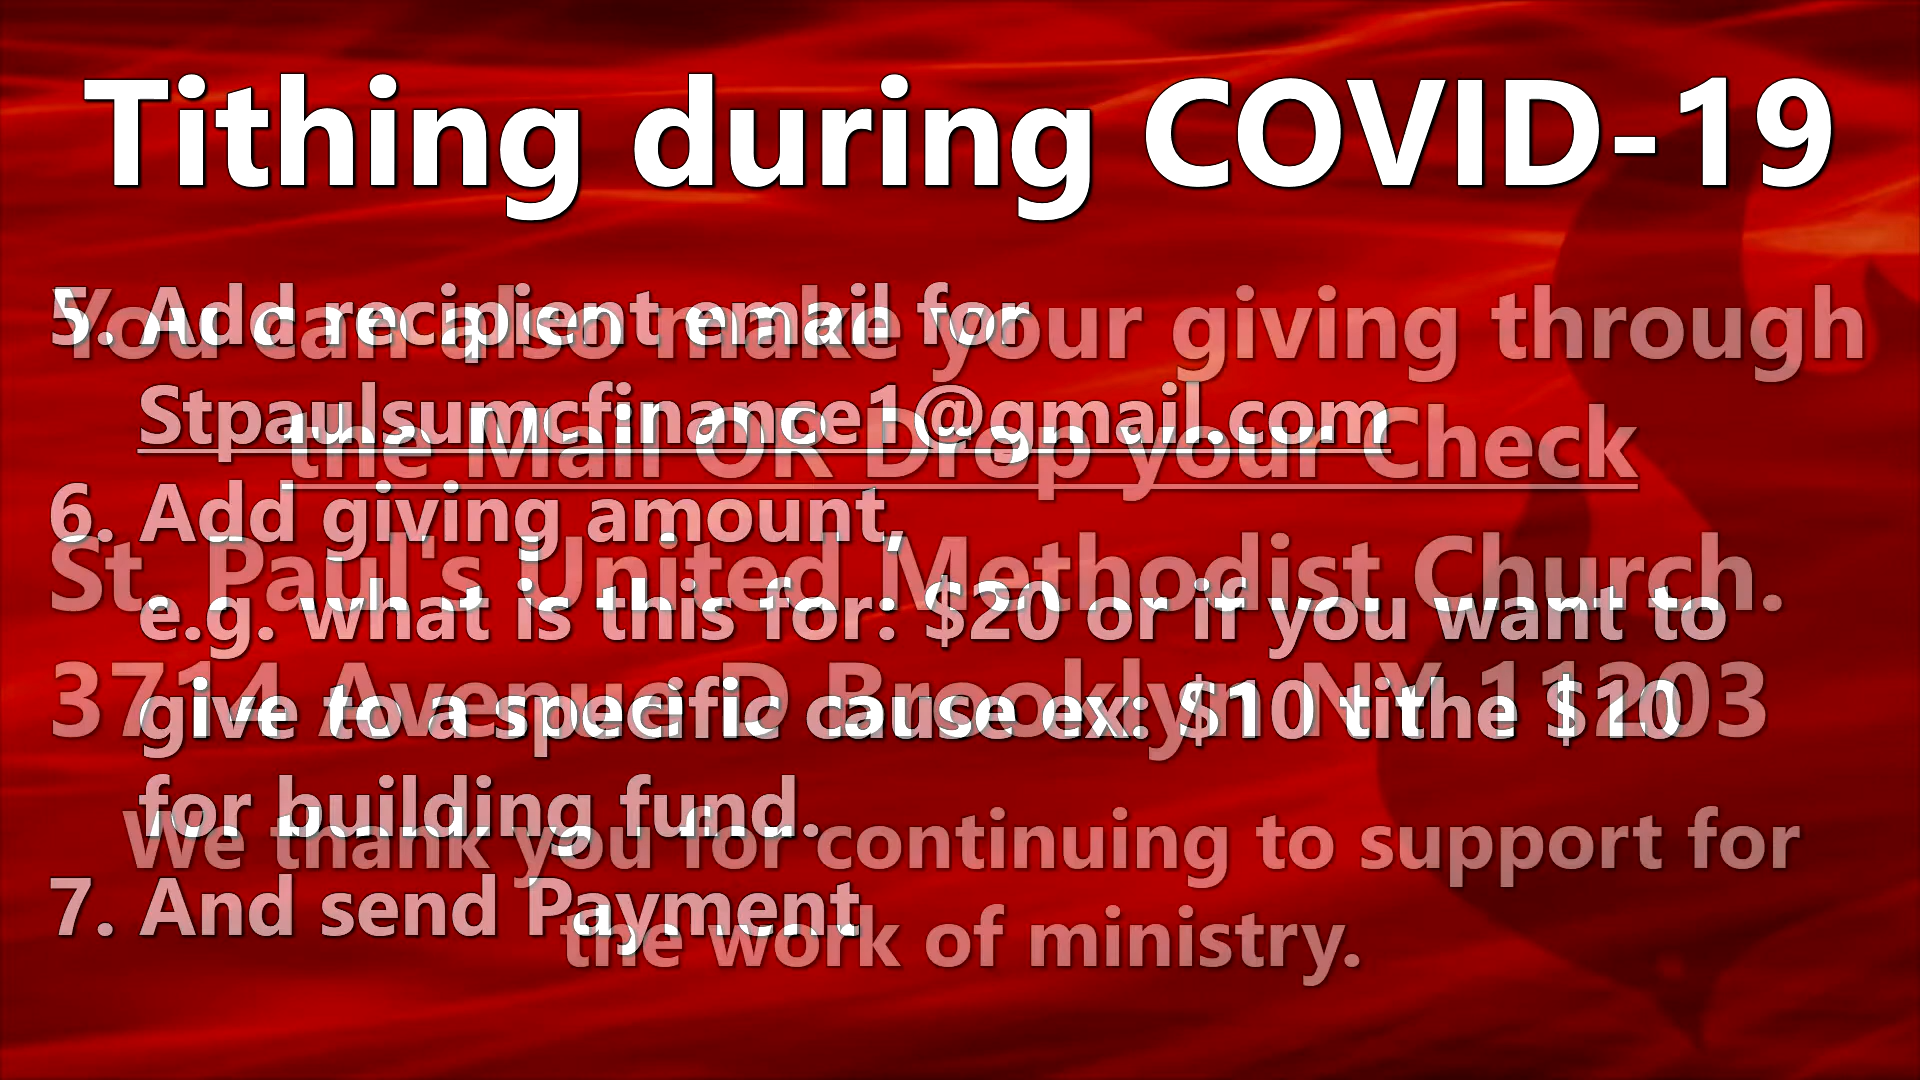 Tithing during COVID-19
5. Add recipient email for
Stpaulsumcfinance1@gmail.com
6. Add giving amount,
e.g. what is this for: $20 or if you want to
give to a specific cause ex: $10 tithe $10
for building fund.
7. And send Payment
You can also make your giving through
the Mail OR Drop your Check
St. Paul's United Methodist Church.
3714 Avenue D Brooklyn NY 11203
We thank you for continuing to support for
the work of ministry.